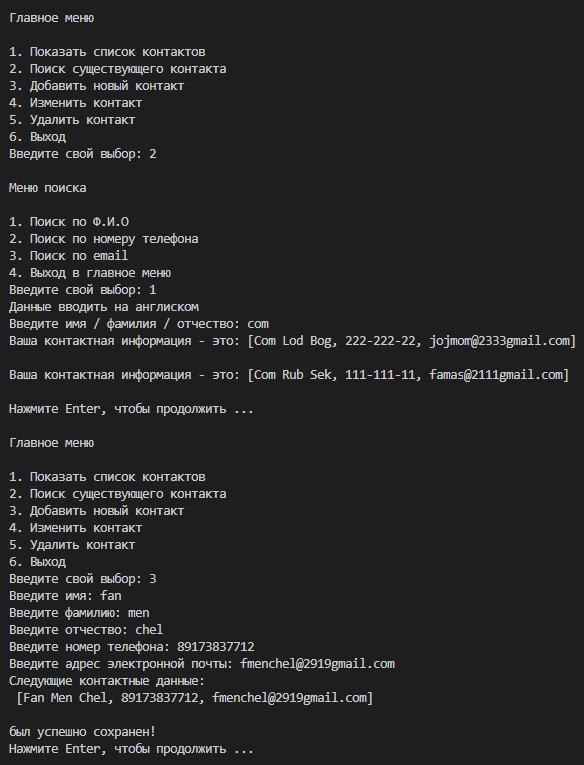 Главное меню
1. Показать список контактов
2. Поиск существующего контакта
3. Добавить новый контакт
4. Изменить контакт
5. Удалить контакт
6. Выход
Введите свой выбор: 2
Меню поиска
1. Поиск по Ф.И.О
2. Поиск по номеру телефона
3. Поиск по email
4. Выход в главное меню
Введите свой выбор: 1
Данные вводить на англиском
Введите имя / фамилия / отчество: com
Ваша контактная информация - это: [Com Lod Bog, 222-222-22, jojmom@2333gmail.com]
Ваша контактная информация - это: [Com Rub Sek, 111-111-11, famas@2111gmail.com]
Нажмите Enter, чтобы продолжить ...
Главное меню
1. Показать список контактов
2. Поиск существующего контакта
3. Добавить новый контакт
4. Изменить контакт
5. Удалить контакт
6. Выход
Введите свой выбор: 3
Введите имя: fan
Введите фамилию: men
Введите отчество: chel
Введите номер телефона: 89173837712
Введите адрес электронной почты: fmenchel@2919gmail.com
Следующие контактные данные:
[Fan Men Chel, 89173837712, fmenchel@2919gmail.com]
был успешно сохранен!
Нажмите Enter, чтобы продолжить ...